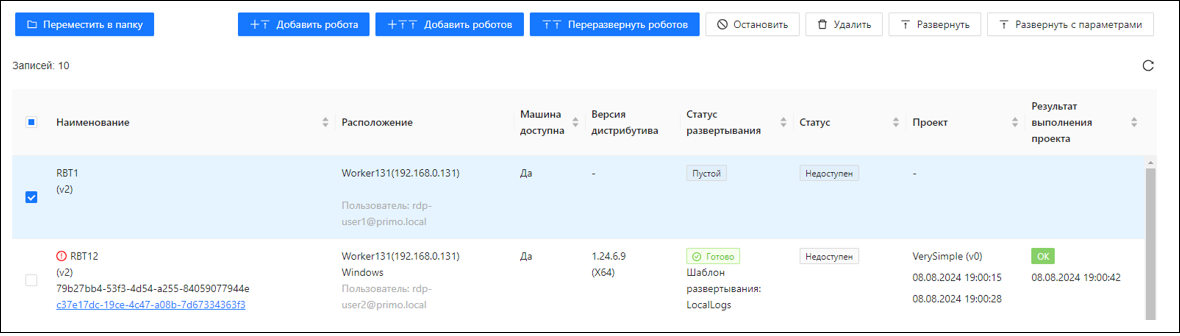 Переместить в папку
Добавить робота
Добавить роботов
Переразвернуть роботов
Остановить
Удалить
Развернуть
Развернуть с параметрами
Записей: 10
Наименование
Расположение
Машина
доступна
Версия
дистрибутива
Статус
развертывания
Статус
Проект
Результат
выполнения
проекта
RBT1
(v2)
Worker131(192.168.0.131)
Пользователь: rdp-
user1@primo.local
Да
-
Пустой
Недоступен
-
RBT12
(v2)
79b27bb4-53f3-4d54-a255-84059077944e
c37e17dc-19ce-4c47-a08b-7d67334363f3
Worker131(192.168.0.131)
Windows
Пользователь: rdp-
user2@primo.local
Да
1.24.6.9
(X64)
Готово
Шаблон
развертывания:
LocalLogs
Недоступен
VerySimple (v0)
08.08.2024 19:00:15
08.08.2024 19:00:28
OK
08.08.2024 19:00:42